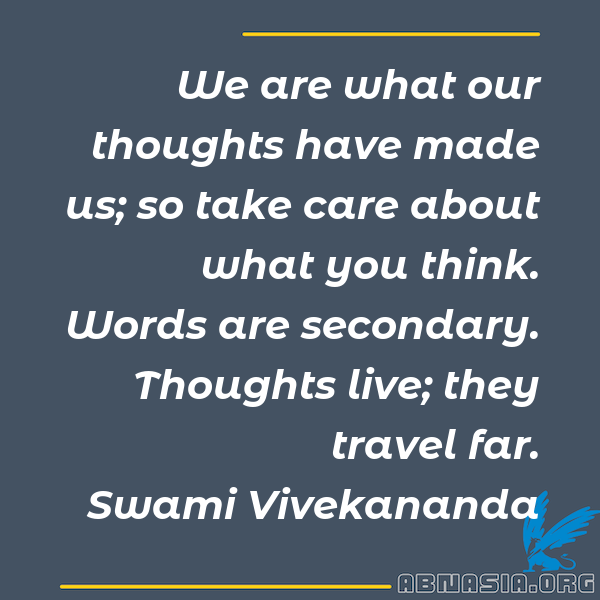 We are what our
thoughts have made
us; so take care about
what you think.
Words are secondary.
Thoughts live; they
travel far.
Swami Vivekananda
ABNASIA.ORG